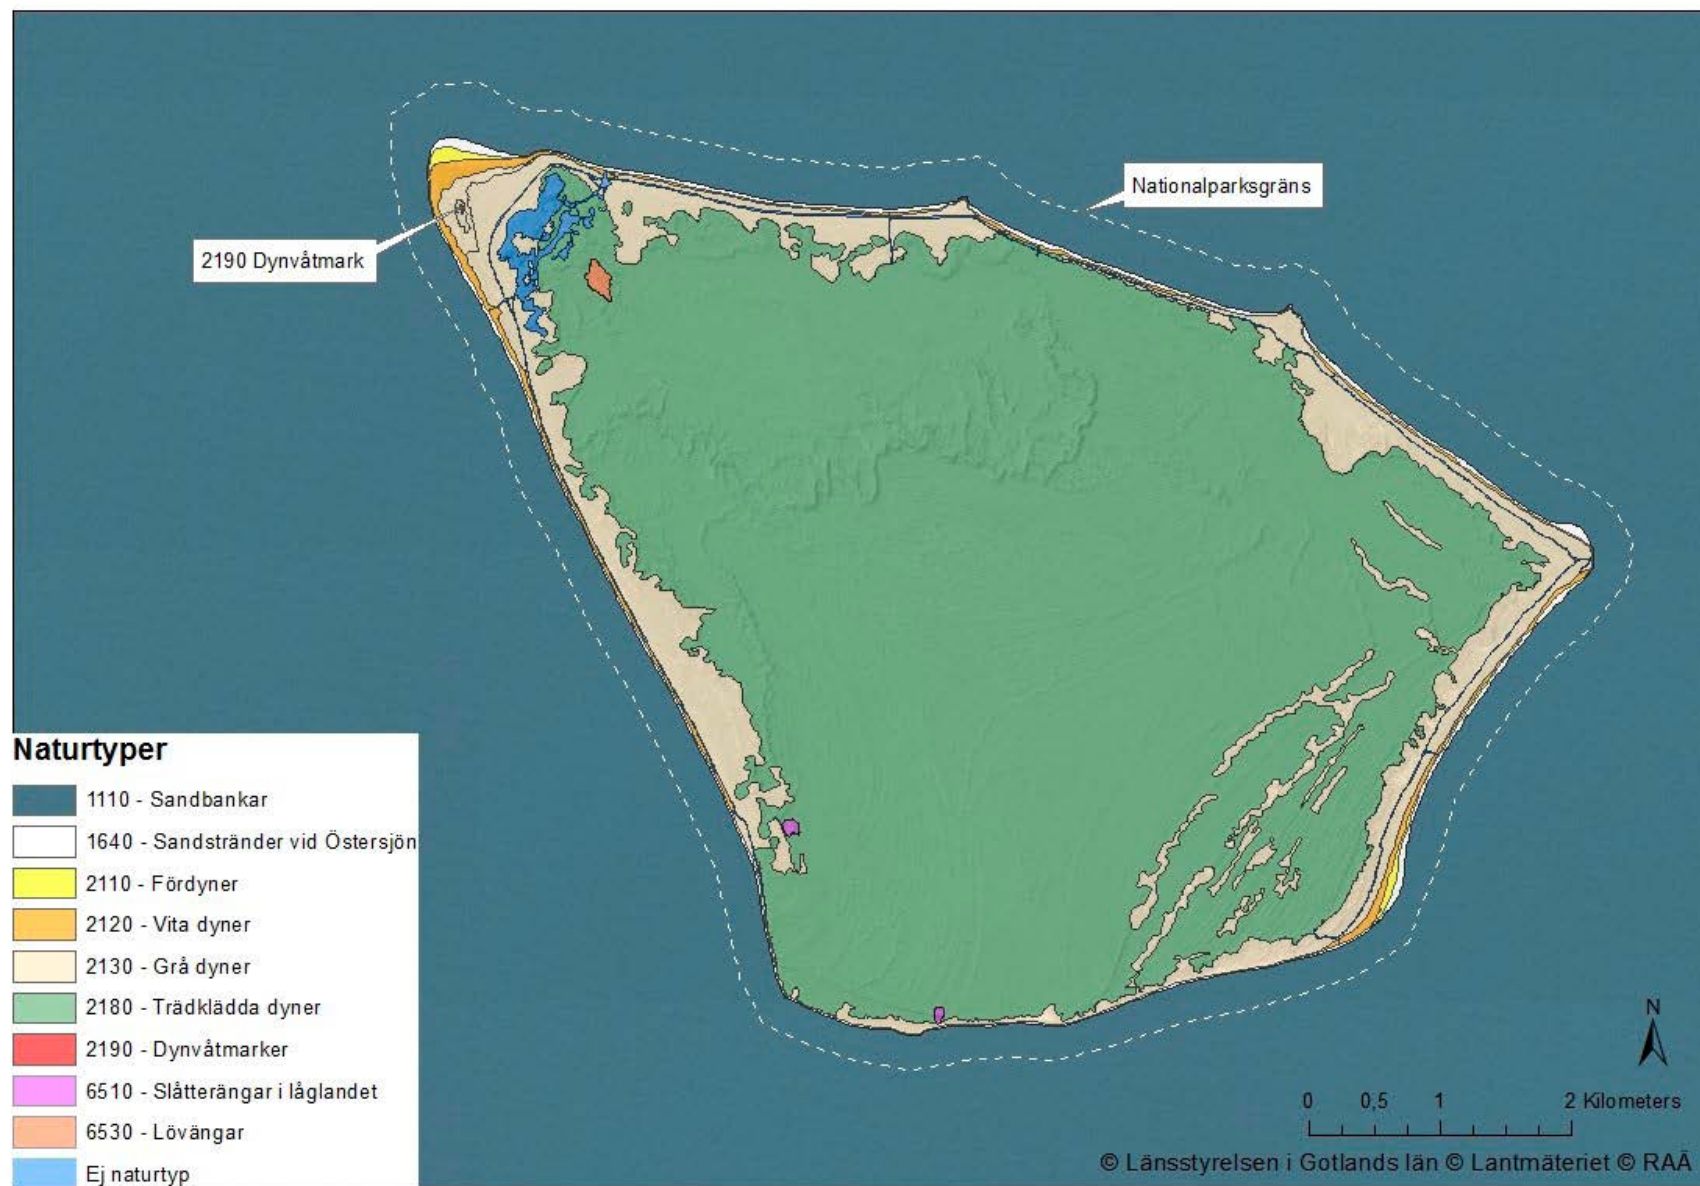 Nationalparksgräns
2190 Dynvåtmark
Naturtyper
1110 - Sandbankar
1640 - Sandstränder vid Östersjön
2110 - Fördyner
2120 - Vita dyner
2130 - Grå dyner
2180 - Trädklädda dyner
2190 - Dynvåtmarker
6510 - Slåtterängar i låglandet
6530 - Lövängar
Ej naturtyp
N
0 0,5 1 2 Kilometers
© Länsstyrelsen i Gotlands län © Lantmäteriet © RAÄ